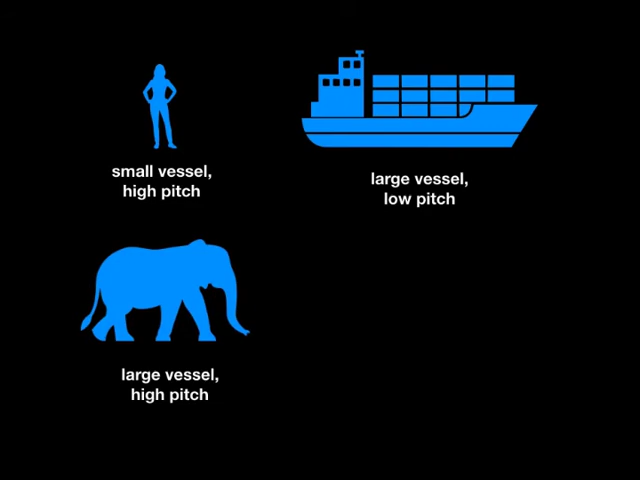 small vessel,
high pitch
large vessel,
low pitch
large vessel,
high pitch